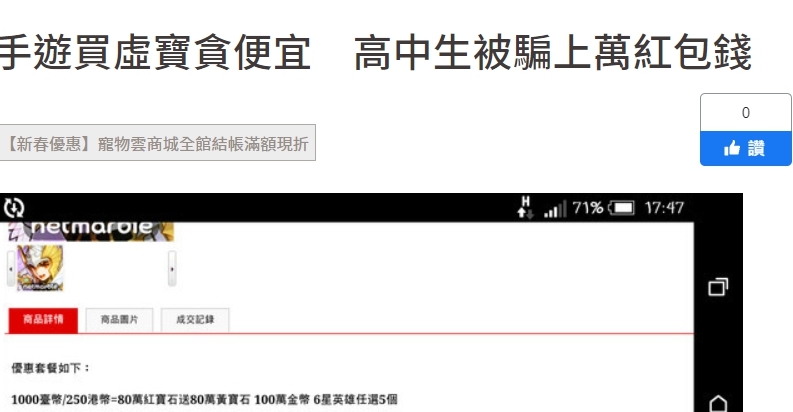 手遊買虛寶貪便宜　高中生被騙上萬紅包錢
0
【新春優惠】寵物雲商城全館結帳滿額現折
讚
H
71% 17:47
netmarble
netmarble
商品詳情 商品圖片 成交記錄
優惠套餐如下：
1000臺幣/250港幣=80萬紅寶石送80萬黃寶石 100萬金幣 6星英雄任選5個